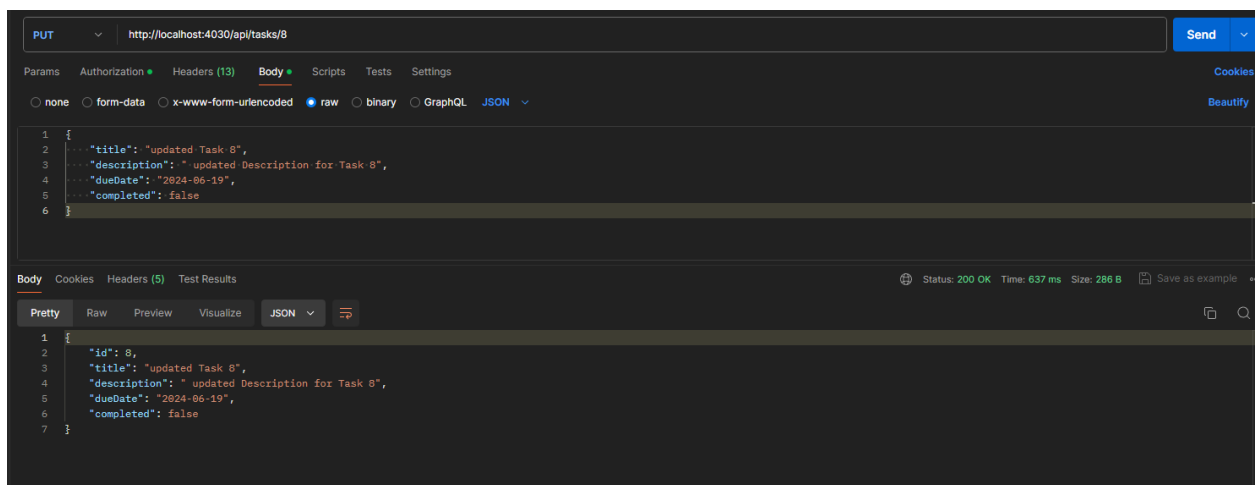 PUT http://localhost:4030/api/tasks/8 Send
Params Authorization Headers (13) Body Scripts Tests Settings Cookies
none form-data x-www-form-urlencoded raw binary GraphQL JSON Beautify
1 {
2 "title": "updated Task 8",
3 "description": " updated Description for Task 8",
4 "dueDate": "2024-06-19",
5 "completed": false
6 }
Body Cookies Headers (5) Test Results Status: 200 OK Time: 637 ms Size: 286 B Save as example
Pretty Raw Preview Visualize JSON
1 {
2 "id": 8,
3 "title": "updated Task 8",
4 "description": " updated Description for Task 8",
5 "dueDate": "2024-06-19",
6 "completed": false
7 }